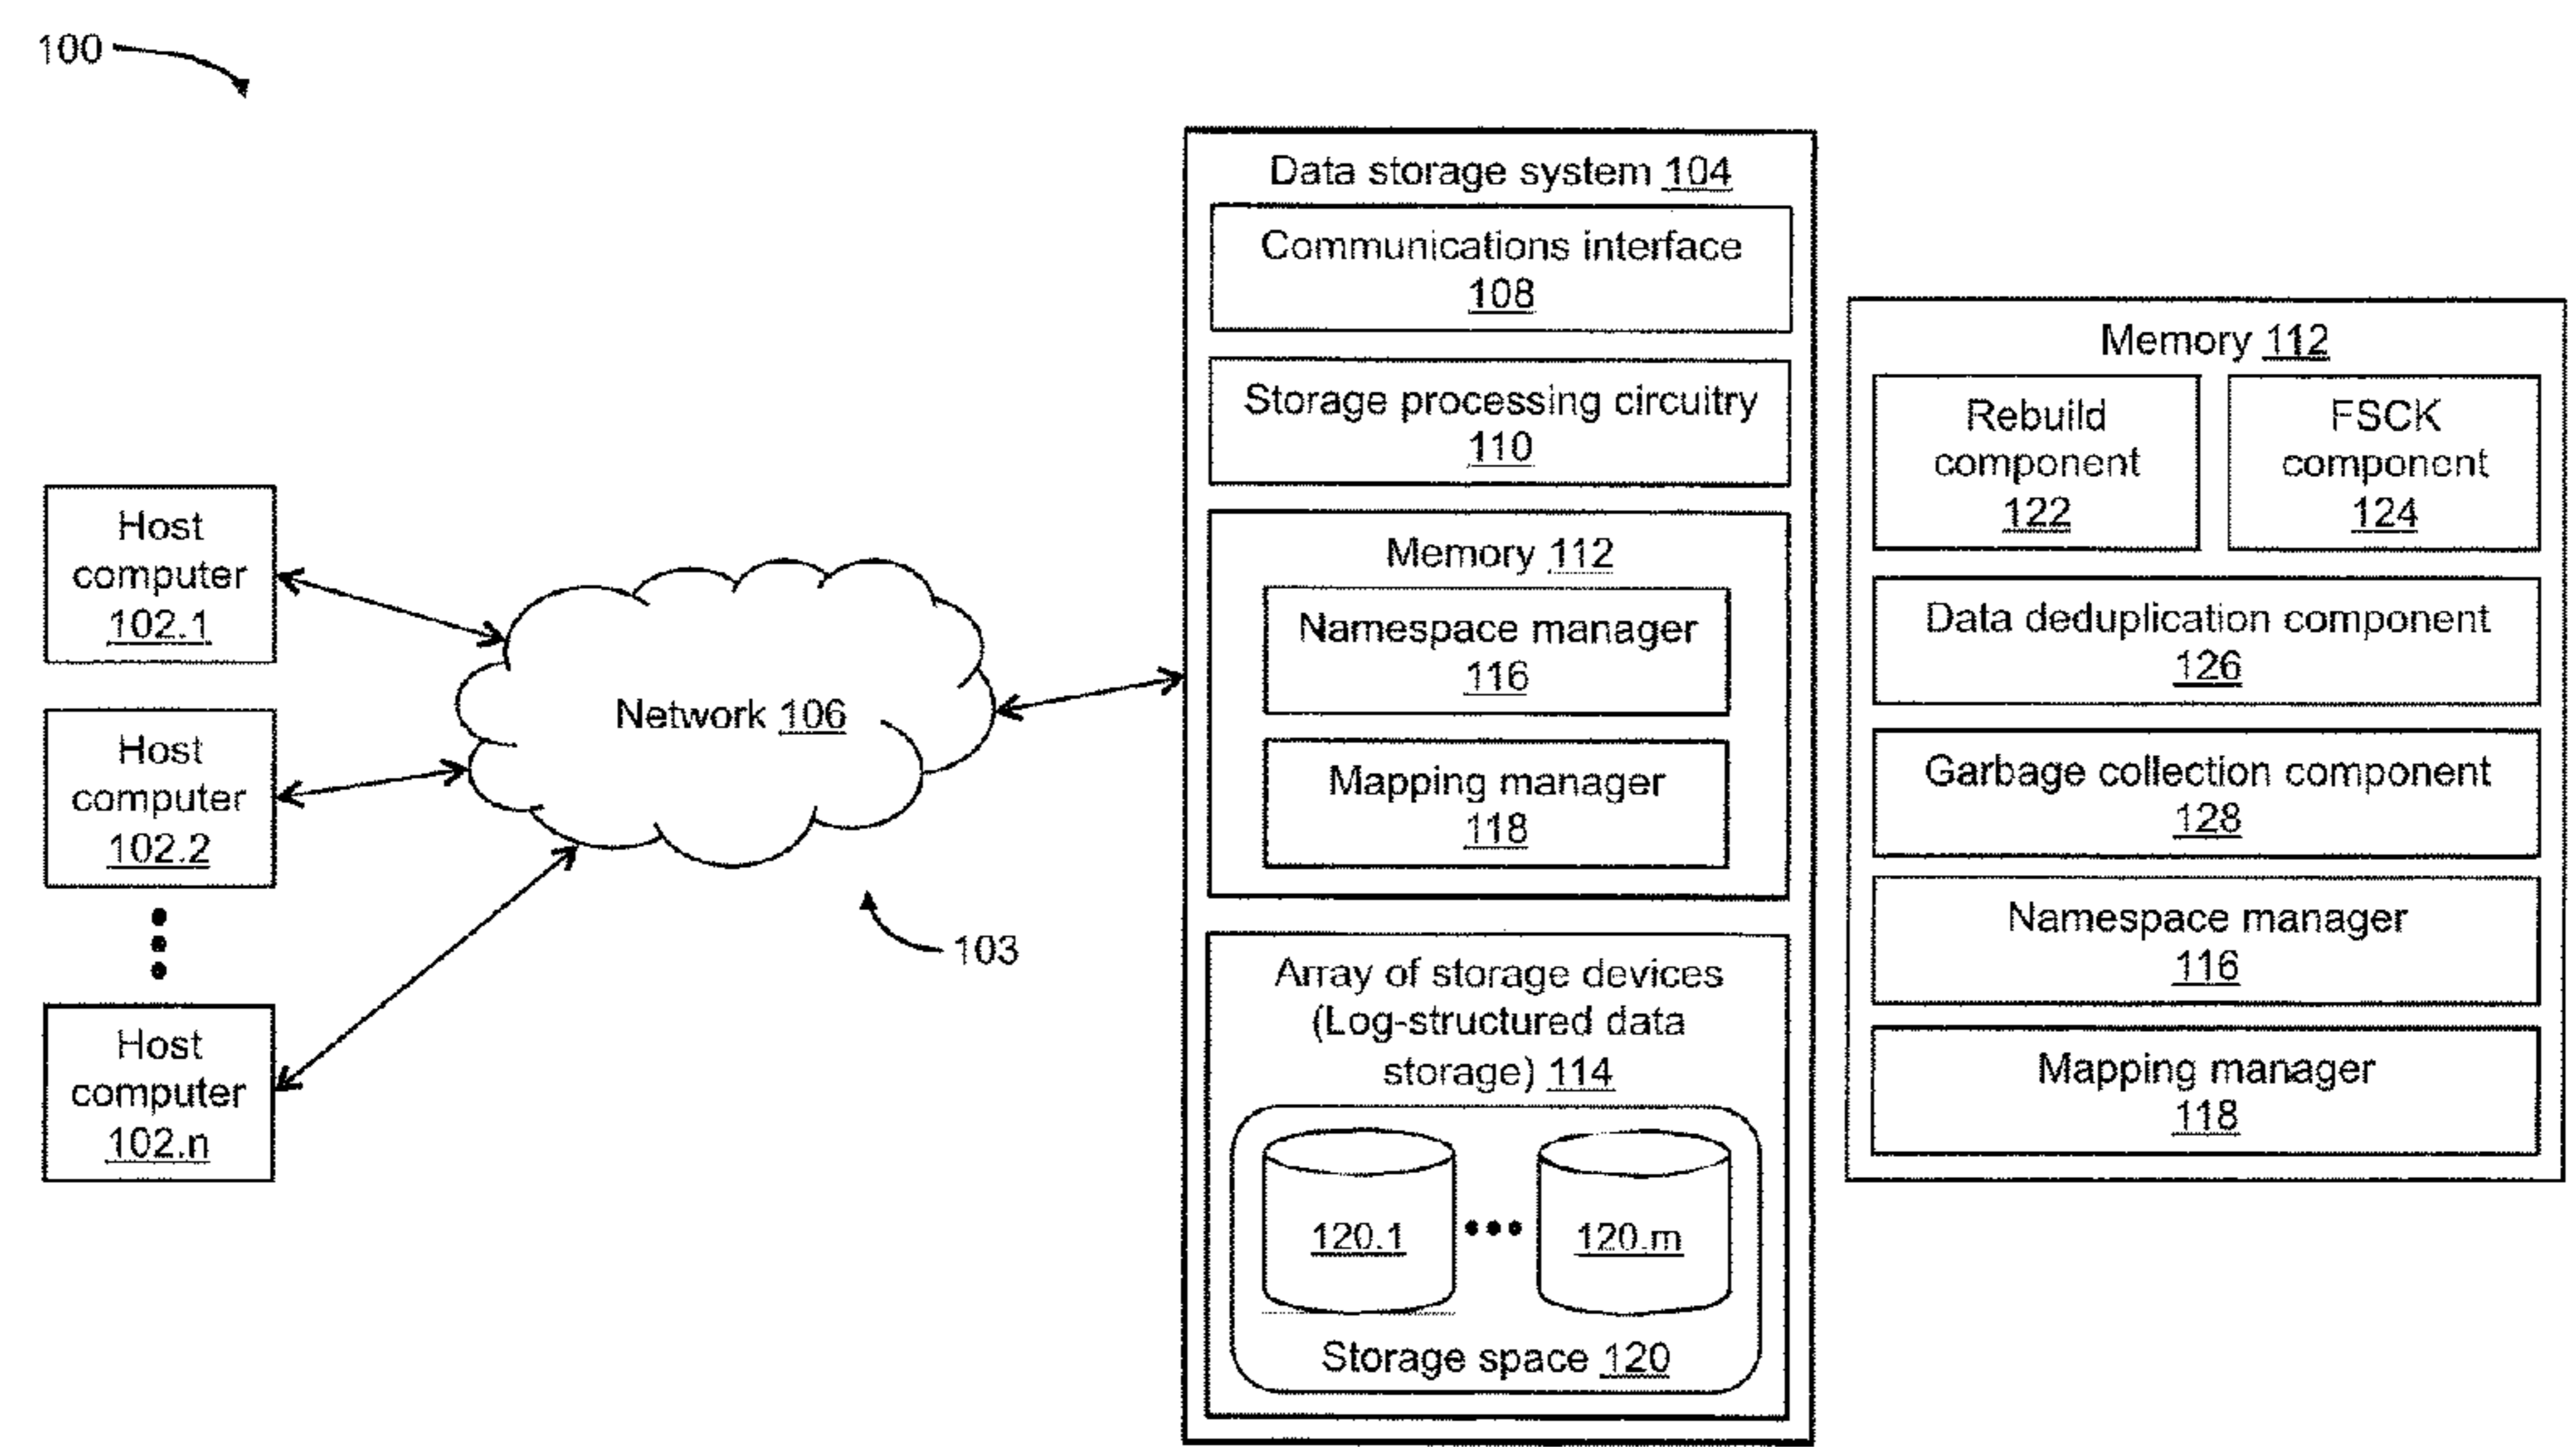 100
Host
computer
102.1
Host
computer
102.2
Host
computer
102.n
Network 106
103
Data storage system 104
Communications interface
108
Storage processing circuitry
110
Memory 112
Namespace manager
116
Mapping manager
118
Array of storage devices
(Log-structured data
storage) 114
120.1
120.m
Storage space 120
Memory 112
Rebuild
component
122
FSCK
component
124
Data deduplication component
126
Garbage collection component
128
Namespace manager
116
Mapping manager
118